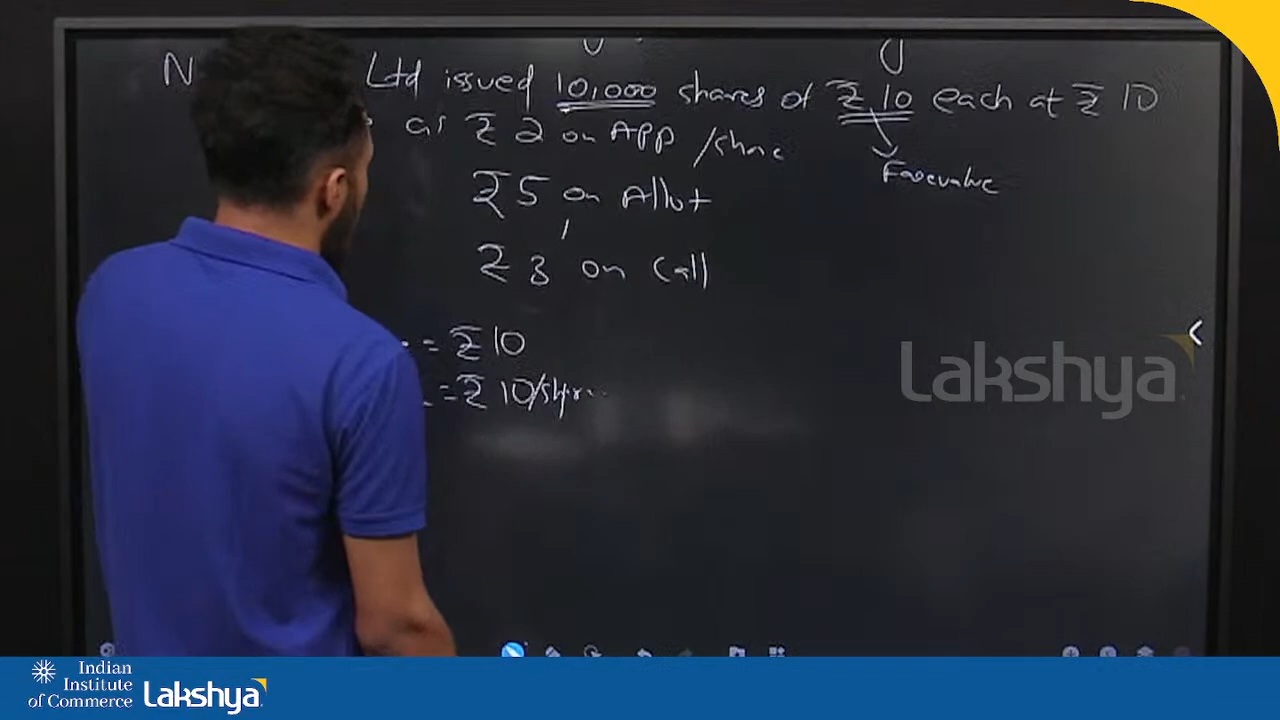 N Ltd issued 10,000 shares of ₹ 10 each at ₹ 10
as ₹ 2 on App /share
Facevalue
₹5 on Allot
₹ 3 on Call
= ₹ 10
= ₹ 10/Share
Lakshya
Indian
Institute
of Commerce
Lakshya